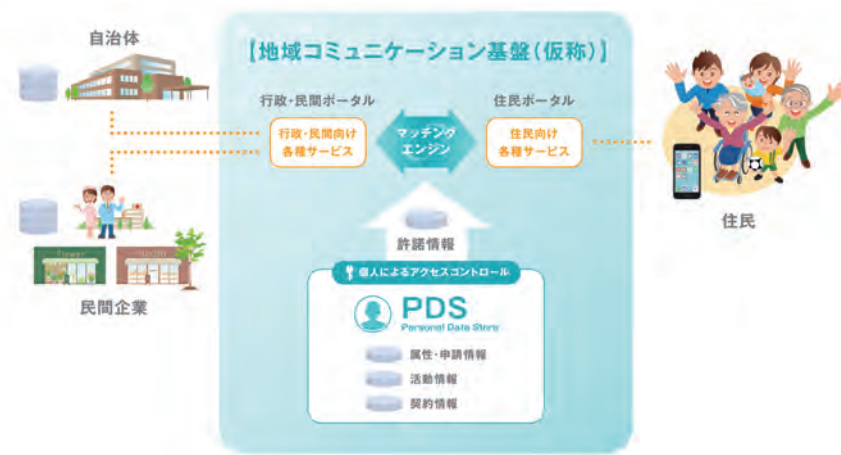 自治体
【地域コミュニケーション基盤(仮称)】
行政・民間ポータル
住民ポータル
行政・民間向け
各種サービス
マッチング
エンジン
住民向け
各種サービス
住民
許諾情報
民間企業
個人によるアクセスコントロール
PDS
Personal Data Store
属性・申請情報
活動情報
契約情報